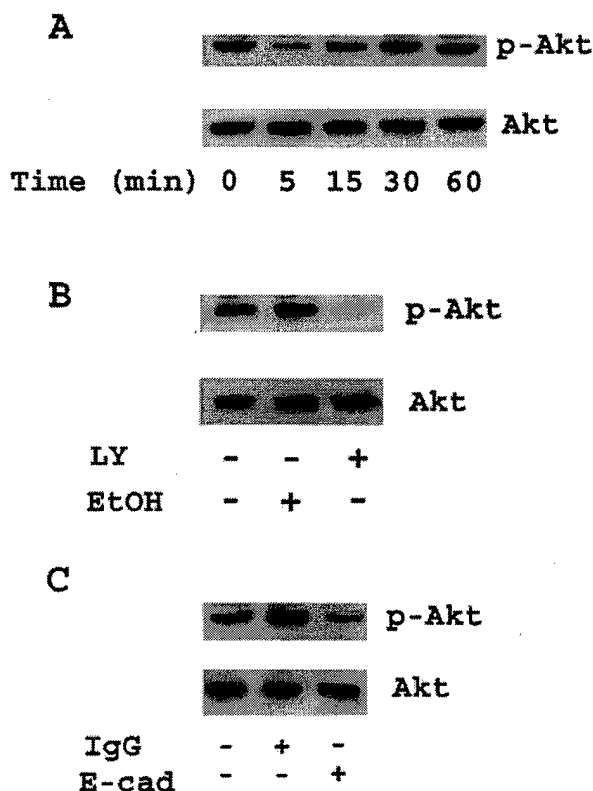 A
p-Akt
Akt
Time (min) 0 5 15 30 60
B
p-Akt
Akt
LY - - +
EtOH - + -
C
p-Akt
Akt
IgG - + -
E-cad - - +